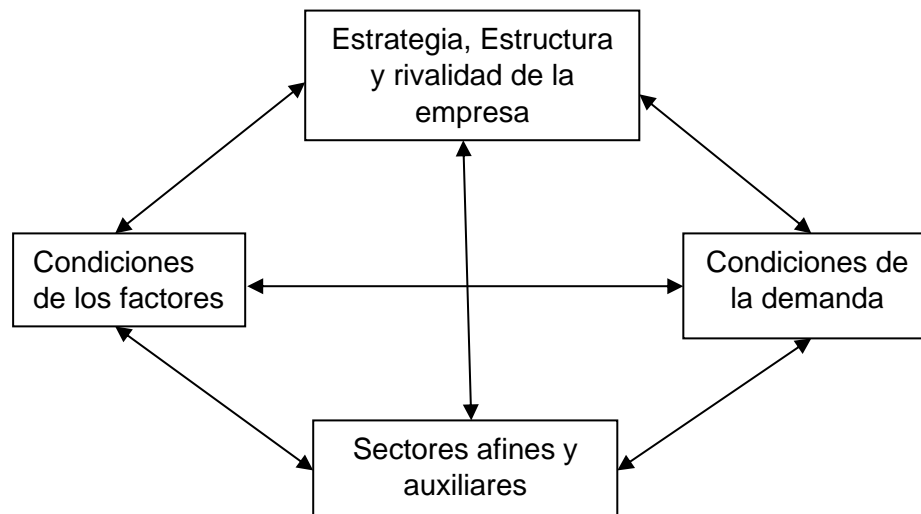 Estrategia, Estructura
y rivalidad de la
empresa
Condiciones
de los factores
Condiciones de
la demanda
Sectores afines y
auxiliares